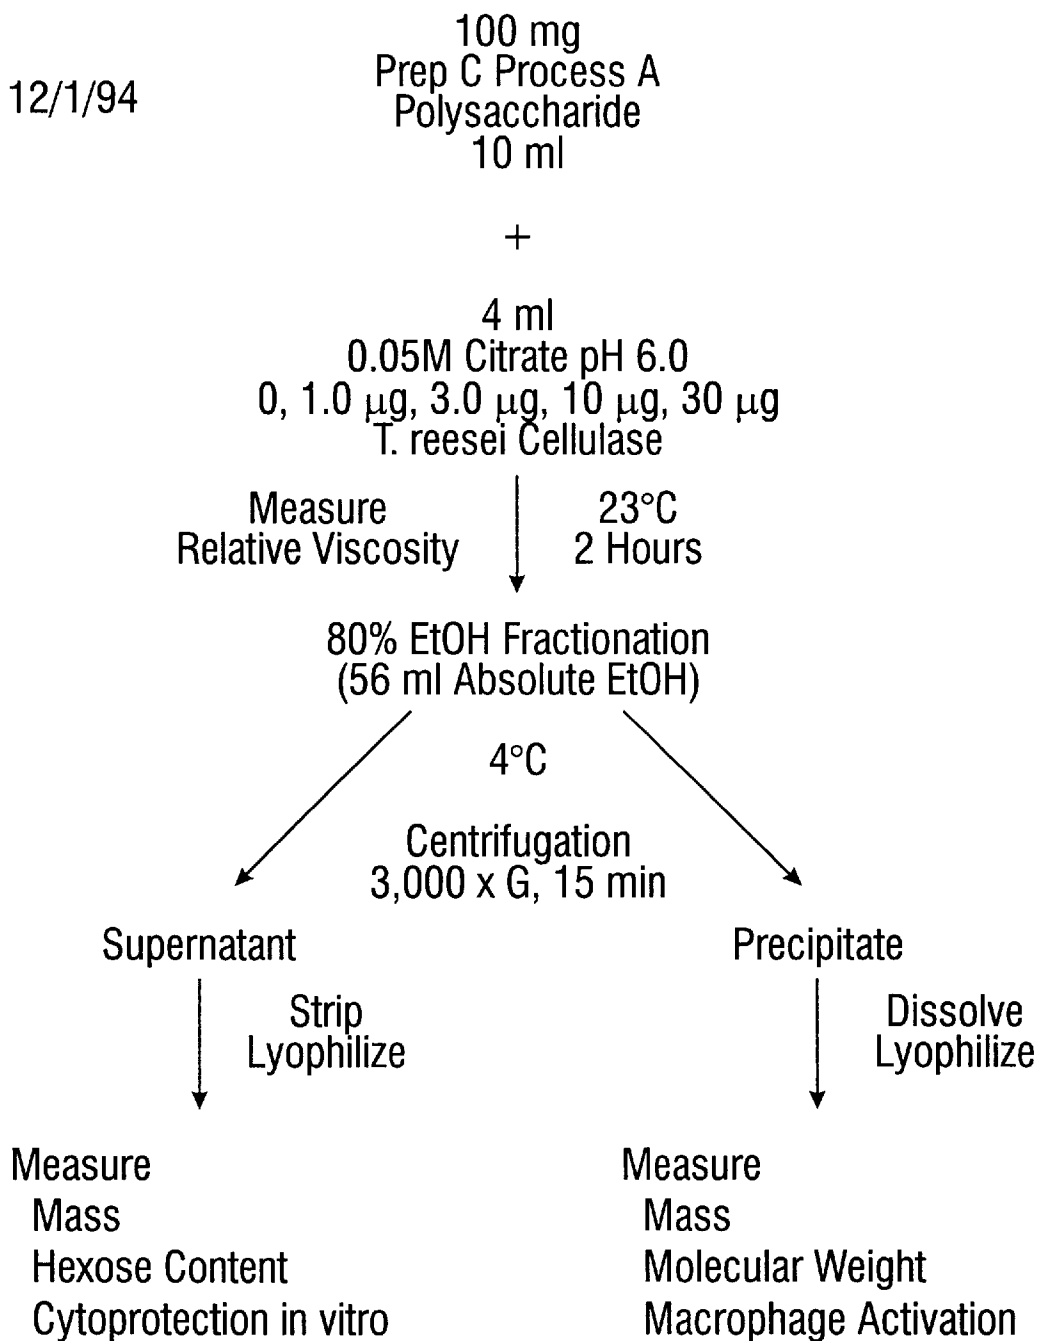 12/1/94
100 mg
Prep C Process A
Polysaccharide
10 ml
+
4 ml
0.05M Citrate pH 6.0
0, 1.0 μg, 3.0 μg, 10 μg, 30 μg
T. reesei Cellulase
Measure
Relative Viscosity
23°C
2 Hours
80% EtOH Fractionation
(56 ml Absolute EtOH)
4°C
Centrifugation
3,000 x G, 15 min
Supernatant
Precipitate
Strip
Lyophilize
Dissolve
Lyophilize
Measure
Mass
Hexose Content
Cytoprotection in vitro
Measure
Mass
Molecular Weight
Macrophage Activation